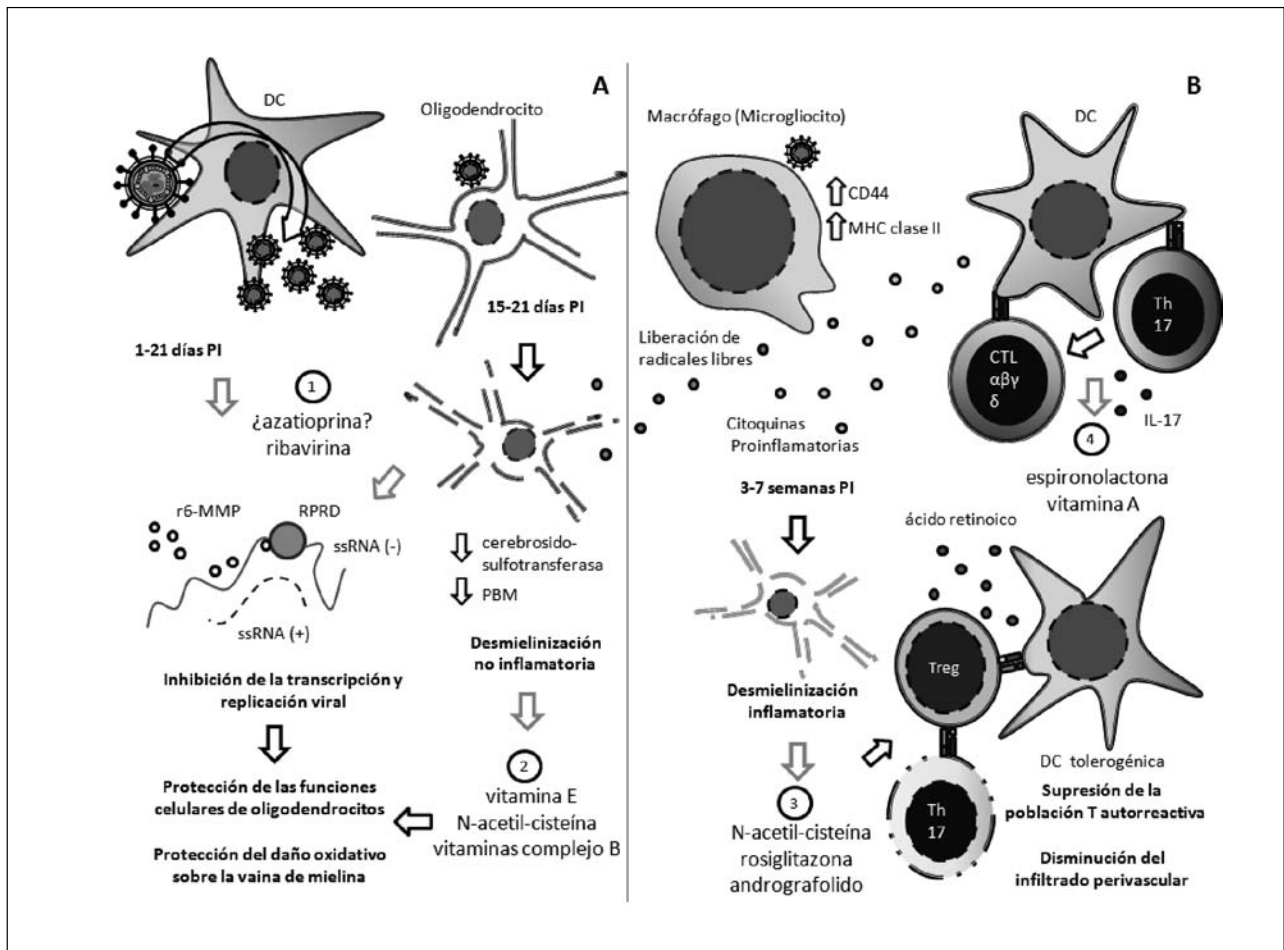 A
DC
Oligodendrocito
15-21 días PI
1-21 días PI
1
¿azatioprina?
ribavirina
r6-MMP
RPRD
ssRNA (-)
ssRNA (+)
cerebrosido-
sulfotransferasa
PBM
Inhibición de la transcripción y
replicación viral
Desmielinización
no inflamatoria
Protección de las funciones
celulares de oligodendrocitos
Protección del daño oxidativo
sobre la vaina de mielina
2
vitamina E
N-acetil-cisteína
vitaminas complejo B
B
Macrófago (Microgliocito)
CD44
MHC clase II
DC
Th
17
CTL
αβγ
δ
IL-17
Liberación de
radicales libres
Citoquinas
Proinflamatorias
3-7 semanas PI
4
espironolactona
vitamina A
ácido retinoico
Desmielinización
inflamatoria
3
N-acetil-cisteína
rosiglitazona
andrografolido
Treg
Th
17
DC tolerogénica
Supresión de la
población T autorreactiva
Disminución del
infiltrado perivascular